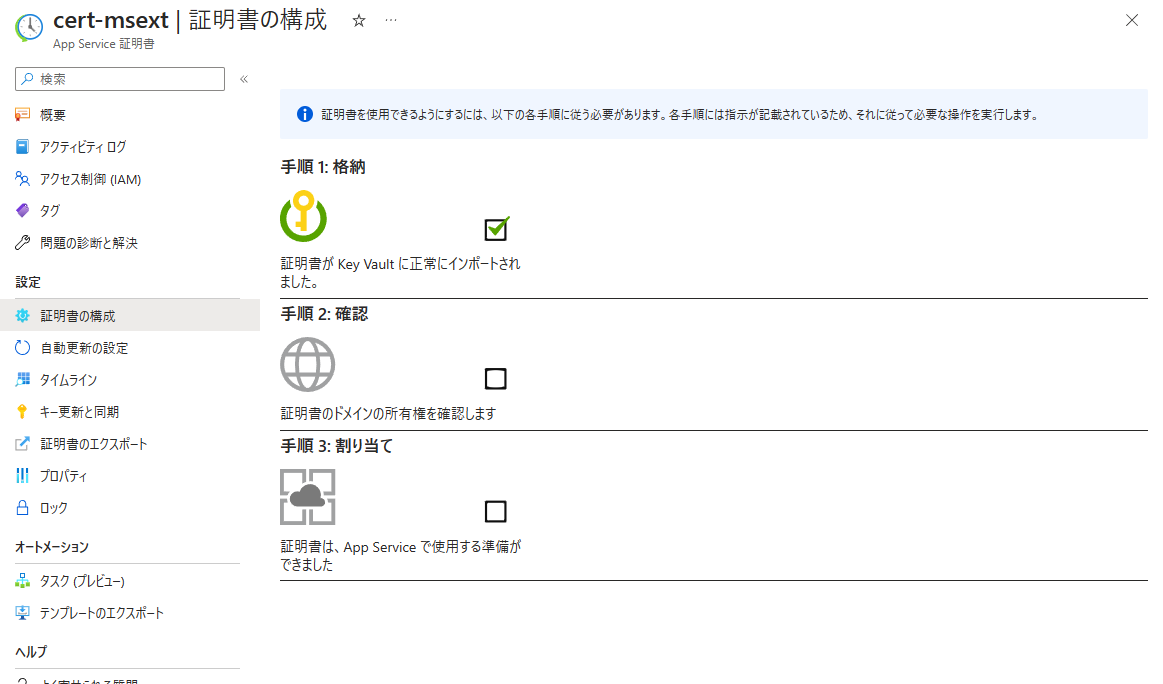 cert-msext | 証明書の構成
App Service 証明書
検索
概要
アクティビティ ログ
アクセス制御 (IAM)
タグ
問題の診断と解決
設定
証明書の構成
自動更新の設定
タイムライン
キー更新と同期
証明書のエクスポート
プロパティ
ロック
オートメーション
タスク (プレビュー)
テンプレートのエクスポート
ヘルプ
よく寄せられる質問
証明書を使用できるようにするには、以下の各手順に従う必要があります。各手順には指示が記載されているため、それに従って必要な操作を実行します。
手順 1: 格納
証明書が Key Vault に正常にインポートされ
ました。
手順 2: 確認
証明書のドメインの所有権を確認します
手順 3: 割り当て
証明書は、App Service で使用する準備が
できました